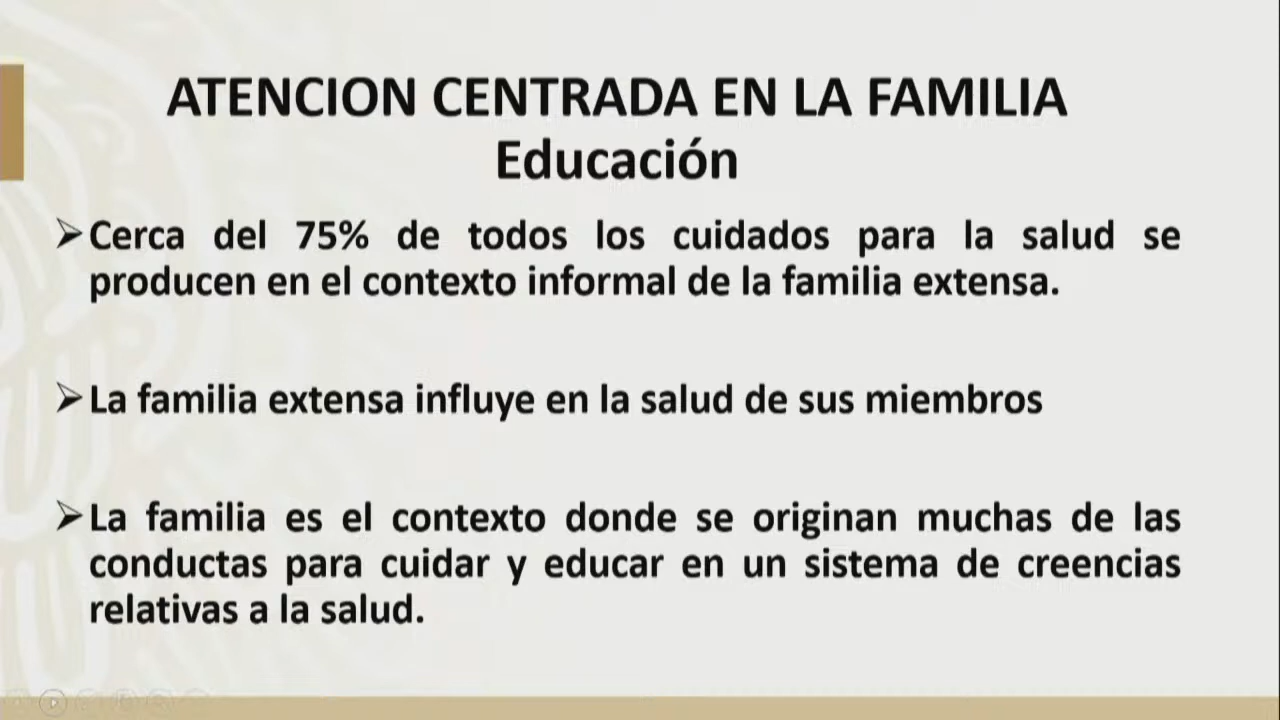 ATENCION CENTRADA EN LA FAMILIA
Educación
Cerca del 75% de todos los cuidados para la salud se
producen en el contexto informal de la familia extensa.
La familia extensa influye en la salud de sus miembros
La familia es el contexto donde se originan muchas de las
conductas para cuidar y educar en un sistema de creencias
relativas a la salud.